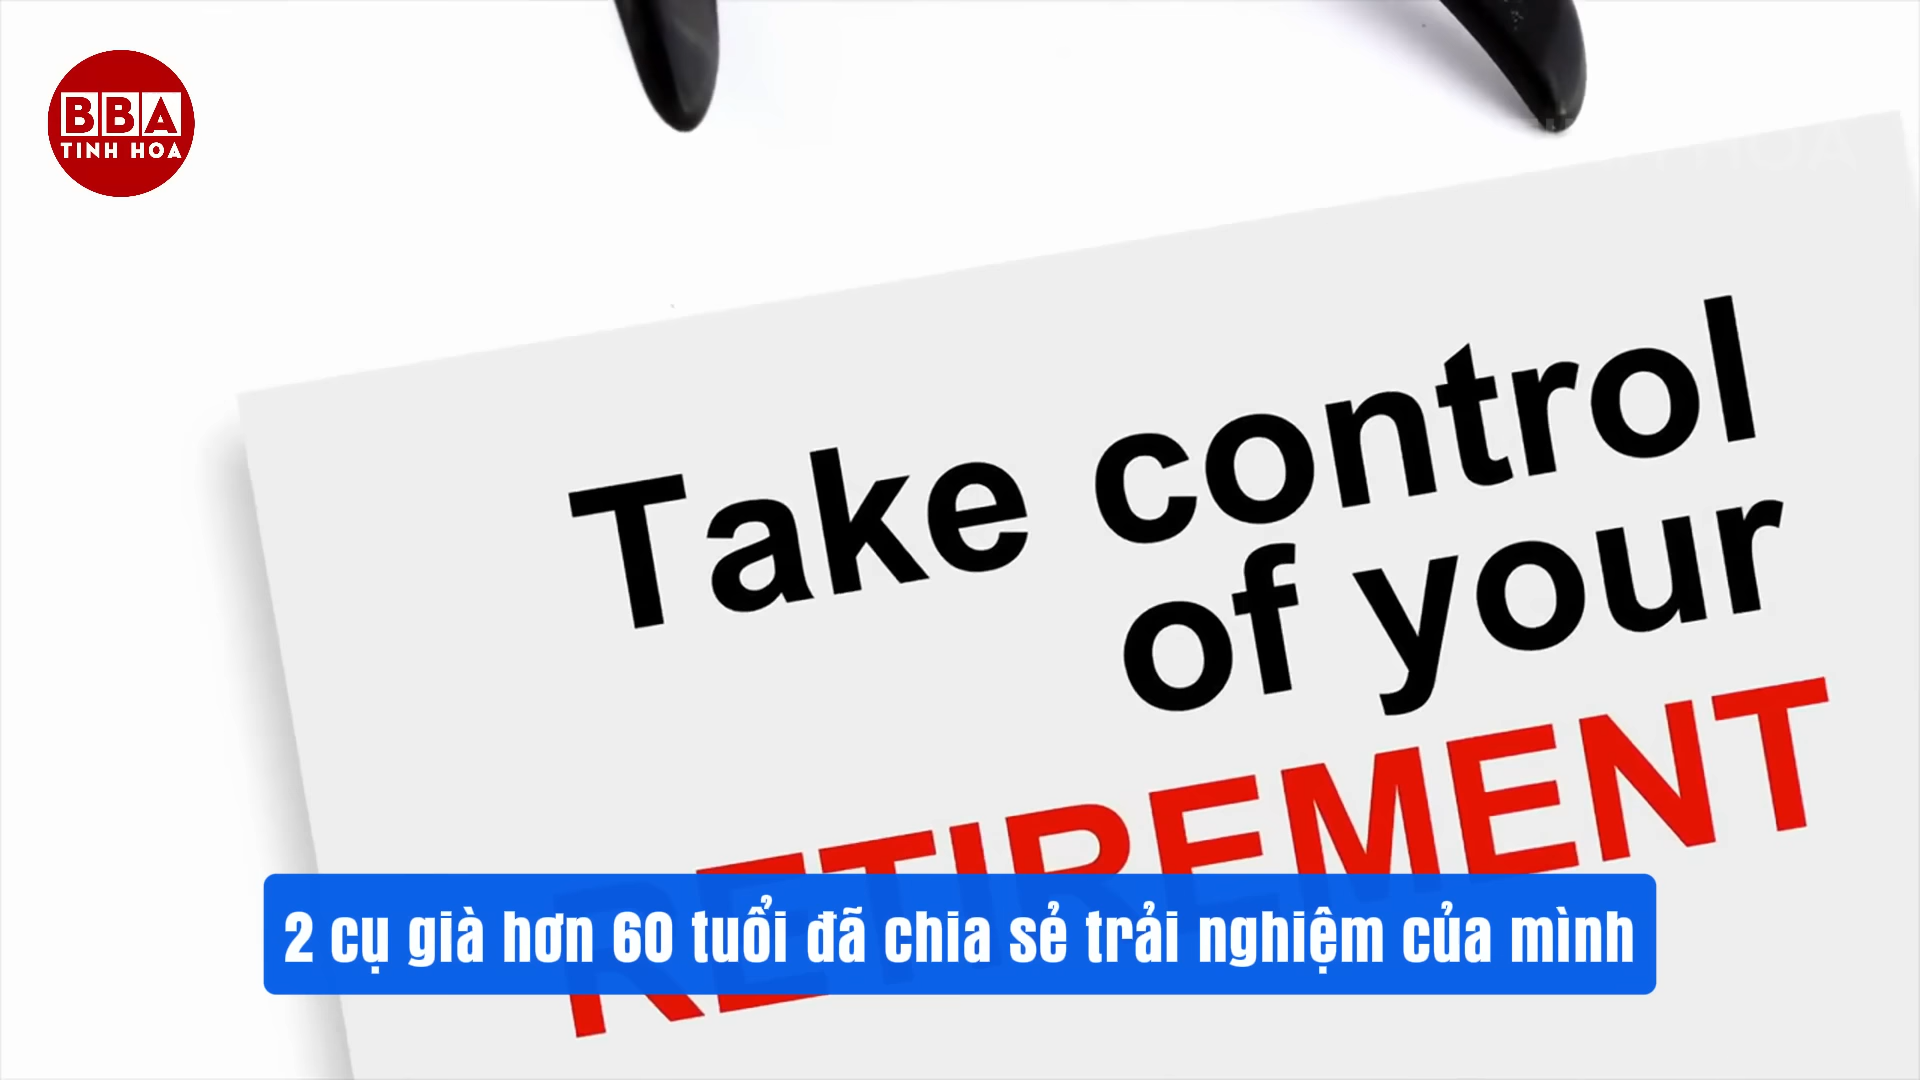 BBA
TINH HOA
Take control
of your
RETIREMENT
2 cụ già hơn 60 tuổi đã chia sẻ trải nghiệm của mình